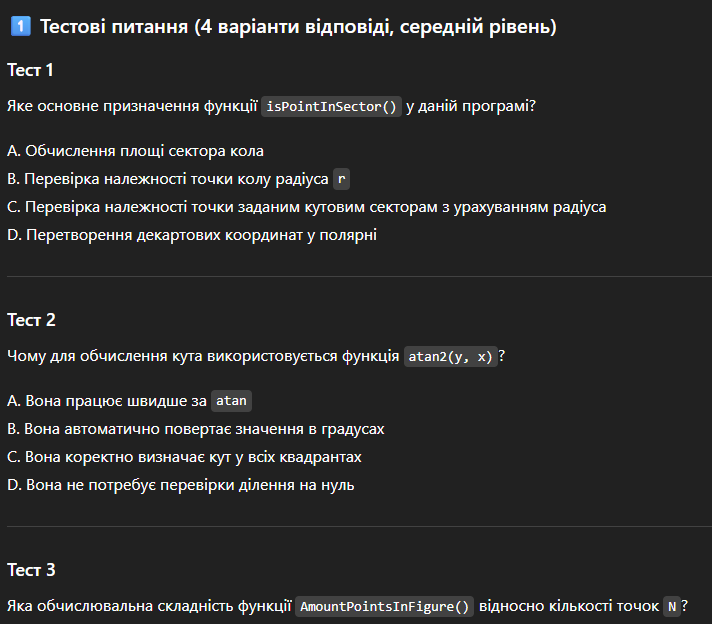 1 Тестові питання (4 варіанти відповіді, середній рівень)
Тест 1
Яке основне призначення функції isPointInSector() у даній програмі?
A. Обчислення площі сектора кола
B. Перевірка належності точки колу радіуса r
C. Перевірка належності точки заданим кутовим секторам з урахуванням радіуса
D. Перетворення декартових координат у полярні
Тест 2
Чому для обчислення кута використовується функція atan2(y, x)?
A. Вона працює швидше за atan
B. Вона автоматично повертає значення в градусах
C. Вона коректно визначає кут у всіх квадрантах
D. Вона не потребує перевірки ділення на нуль
Тест 3
Яка обчислювальна складність функції AmountPointsInFigure() відносно кількості точок N?